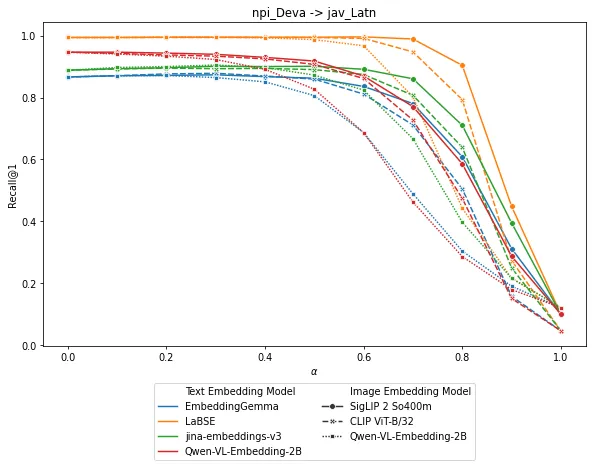 npi_Deva -> jav_Latn
Recall@1
1.0
0.8
0.6
0.4
0.2
0.0
0.0 0.2 0.4 0.6 0.8 1.0
α
Text Embedding Model
EmbeddingGemma
LaBSE
jina-embeddings-v3
Qwen-VL-Embedding-2B
Image Embedding Model
SigLIP 2 So400m
CLIP ViT-B/32
Qwen-VL-Embedding-2B